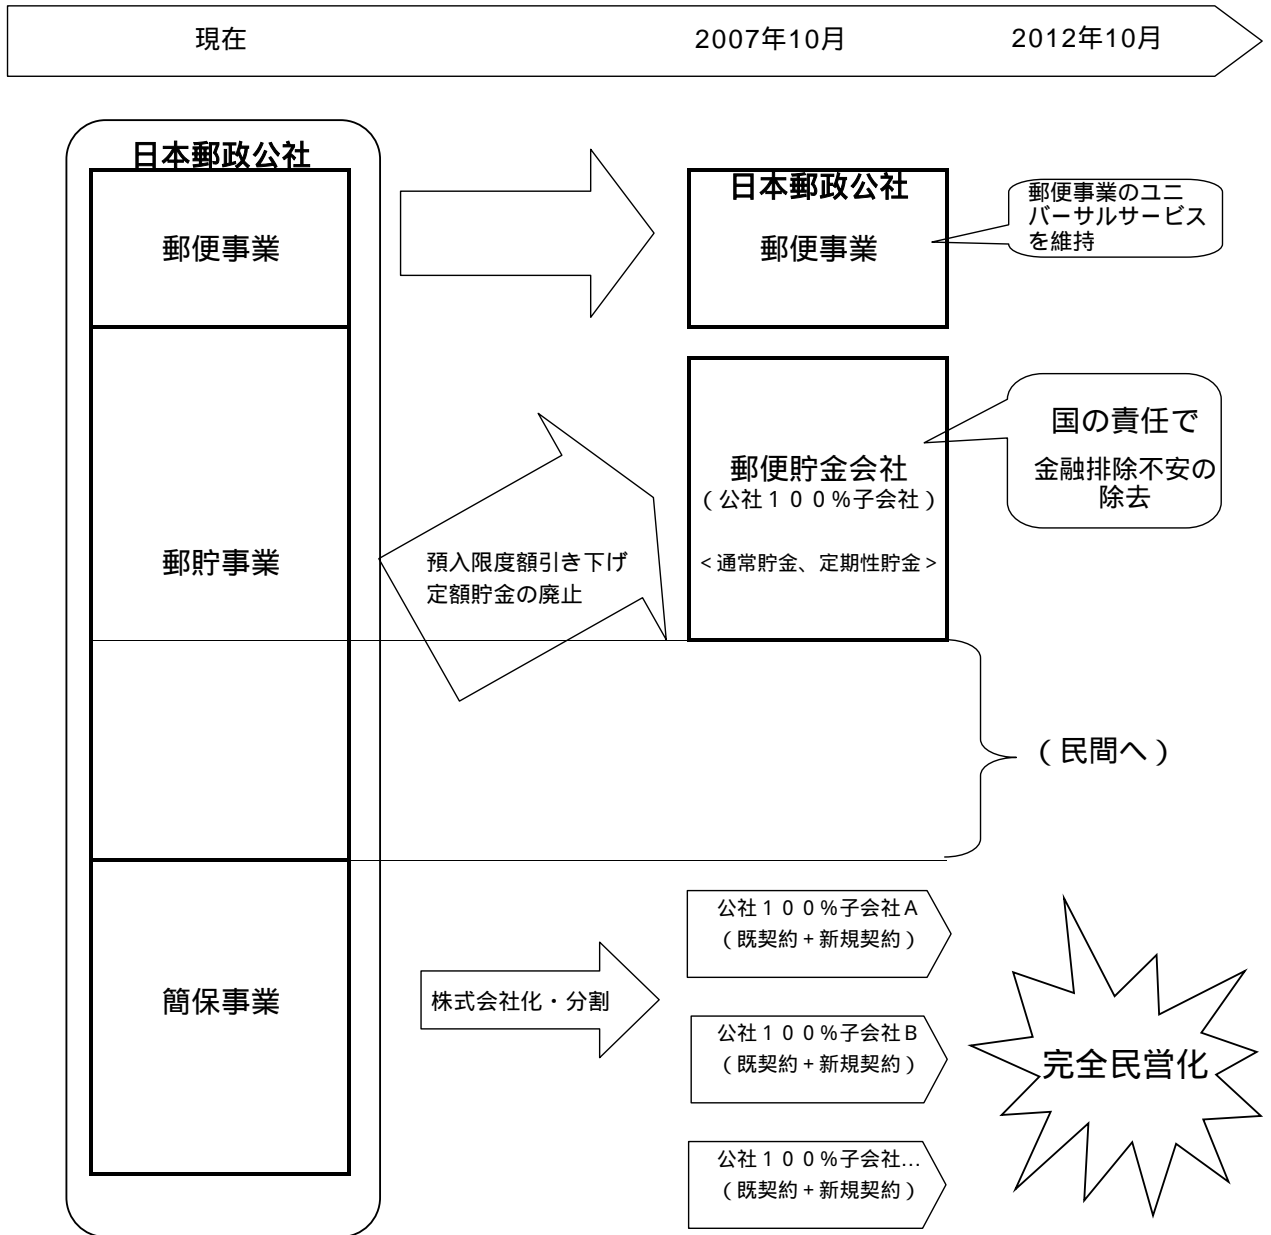 現在
2007年10月
2012年10月
日本郵政公社
郵便事業
郵貯事業
簡保事業
日本郵政公社
郵便事業
郵便事業のユニ
バーサルサービス
を維持
預入限度額引き下げ
定額貯金の廃止
郵便貯金会社
(公社100%子会社)
<通常貯金、定期性貯金>
国の責任で
金融排除不安の
除去
(民間へ)
株式会社化・分割
公社100%子会社A
(既契約+新規契約)
公社100%子会社B
(既契約+新規契約)
公社100%子会社…
(既契約+新規契約)
完全民営化